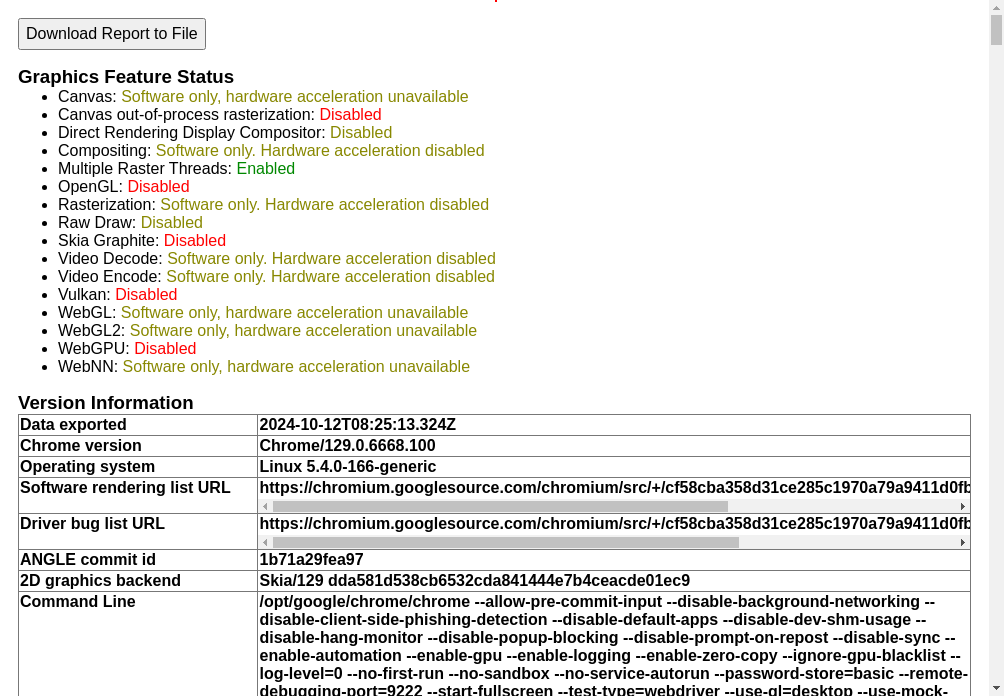 Download Report to File
Graphics Feature Status
Canvas: Software only, hardware acceleration unavailable
Canvas out-of-process rasterization: Disabled
Direct Rendering Display Compositor: Disabled
Compositing: Software only. Hardware acceleration disabled
Multiple Raster Threads: Enabled
OpenGL: Disabled
Rasterization: Software only. Hardware acceleration disabled
Raw Draw: Disabled
Skia Graphite: Disabled
Video Decode: Software only. Hardware acceleration disabled
Video Encode: Software only. Hardware acceleration disabled
Vulkan: Disabled
WebGL: Software only, hardware acceleration unavailable
WebGL2: Software only, hardware acceleration unavailable
WebGPU: Disabled
WebNN: Software only, hardware acceleration unavailable
Version Information
Data exported 2024-10-12T08:25:13.324Z
Chrome version Chrome/129.0.6668.100
Operating system Linux 5.4.0-166-generic
Software rendering list URL https://chromium.googlesource.com/chromium/src/+/cf58cba358d31ce285c1970a79a9411d0fb
Driver bug list URL https://chromium.googlesource.com/chromium/src/+/cf58cba358d31ce285c1970a79a9411d0fb
ANGLE commit id 1b71a29fea97
2D graphics backend Skia/129 dda581d538cb6532cda841444e7b4ceacde01ec9
Command Line /opt/google/chrome/chrome --allow-pre-commit-input --disable-background-networking --
disable-client-side-phishing-detection --disable-default-apps --disable-dev-shm-usage --
disable-hang-monitor --disable-popup-blocking --disable-prompt-on-repost --disable-sync --
enable-automation --enable-gpu --enable-logging --enable-zero-copy --ignore-gpu-blacklist --
log-level=0 --no-first-run --no-sandbox --no-service-autorun --password-store=basic --remote-
debugging-port=9222 --start-fullscreen --test-type=webdriver --use-gl=desktop --use-mock-